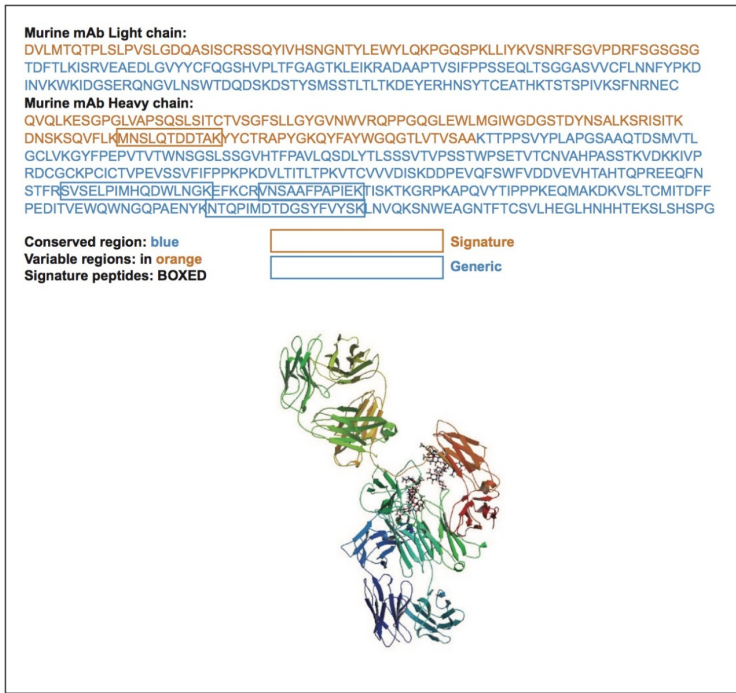 Murine mAb Light chain:
DVLMTQTPLSLPVSLGDQASISCRSSQYIVHSNGNTYLEWYLQKPGQSPKLLIYKVSNRFSGVPDRFSGSGSG
TDFTLKISRVEAEDLGVYYCFQGSHVPLTFGAGTKLEIKRADAAPTVSIFPPSSEQLTSGGASVVCFLNNFYPKD
INVKWKIDGSERQNGVLNSWTDQDSKDSTYSMSSTLTLTKDEYERHNSYTCEATHKTSTSPIVKSFNRNEC
Murine mAb Heavy chain:
QVQLKESGPGLVAPSQSLSITCTVSGFSLLGYGVNWVRQPPGQGLEWLMGIWGDGSTDYNSALKSRISITK
DNSKSQVFLKMNSLQTDDTAKYYCTRAPYGKQYFAYWGQGTLVTVSAAKTTPPSVYPLAPGSAAQTDSMVTL
GCLVKGYFPEPVTVTWNSGSLSSGVHTFPAVLQSDLYTLSSSVTVPSSTWPSETVTCNVAHPASSTKVDKKIVP
RDCGCKPCICTVPEVSSVFIFPPKPKDVLTITLTPKVTCVVVDISKDDPEVQFSWFVDDVEVHTAHTQPREEQFN
STFRSVSELPIMHQDWLNGKEFKCRVNSAAFPAPIEKTISKTKGRPKAPQVYTIPPPKEQMAKDKVSLTCMITDFF
PEDITVEWQWNGQPAENYKNTQPIMDTDGSYFVYSKLNVQKSNWEAGNTFTCSVLHEGLHNHHTEKSLSHSPG
Conserved region: blue
Variable regions: in orange
Signature peptides: BOXED
Signature
Generic